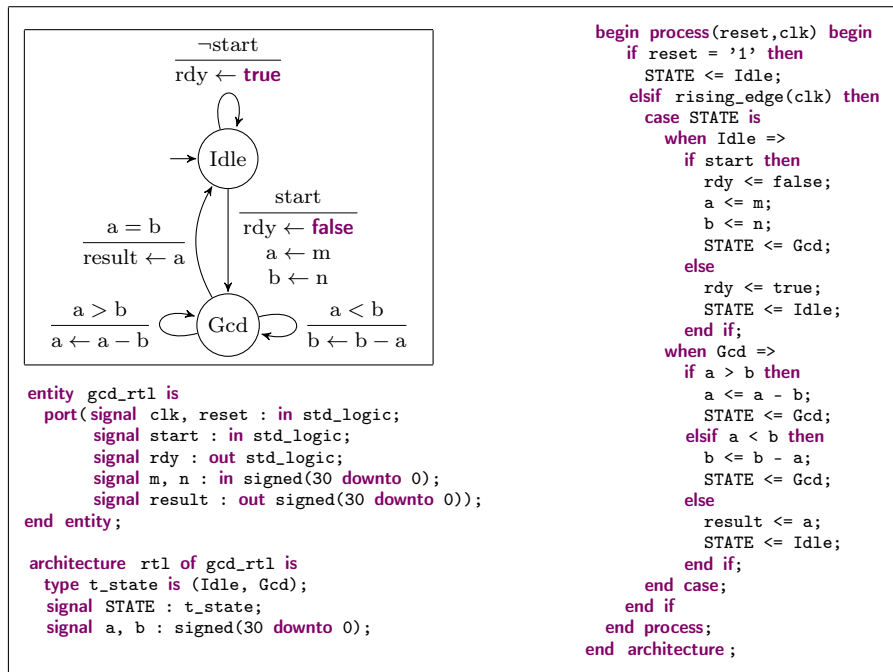 ¬start
rdy ← true
Idle
start
rdy ← false
a ← m
b ← n
a = b
result ← a
a > b
a ← a − b
Gcd
a < b
b ← b − a
entity gcd_rtl is
port(signal clk, reset : in std_logic;
signal start : in std_logic;
signal rdy : out std_logic;
signal m, n : in signed(30 downto 0);
signal result : out signed(30 downto 0));
end entity;
architecture rtl of gcd_rtl is
type t_state is (Idle, Gcd);
signal STATE : t_state;
signal a, b : signed(30 downto 0);
begin process(reset,clk) begin
if reset = '1' then
STATE <= Idle;
elsif rising_edge(clk) then
case STATE is
when Idle =>
if start then
rdy <= false;
a <= m;
b <= n;
STATE <= Gcd;
else
rdy <= true;
STATE <= Idle;
end if;
when Gcd =>
if a > b then
a <= a - b;
STATE <= Gcd;
elsif a < b then
b <= b - a;
STATE <= Gcd;
else
result <= a;
STATE <= Idle;
end if;
end case;
end if
end process;
end architecture;